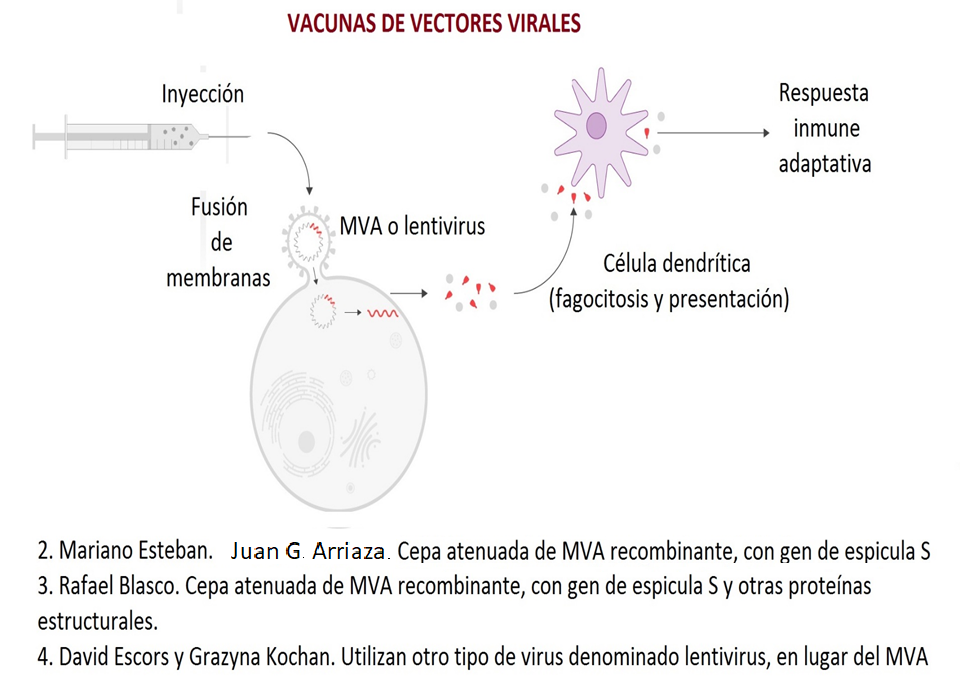 VACUNAS DE VECTORES VIRALES
Inyección
Respuesta
inmune
adaptativa
Fusión
de
membranas
MVA o lentivirus
Célula dendrítica
(fagocitosis y presentación)
2. Mariano Esteban. Juan G. Arriaza. Cepa atenuada de MVA recombinante, con gen de espicula S
3. Rafael Blasco. Cepa atenuada de MVA recombinante, con gen de espicula S y otras proteínas
estructurales.
4. David Escors y Grazyna Kochan. Utilizan otro tipo de virus denominado lentivirus, en lugar del MVA